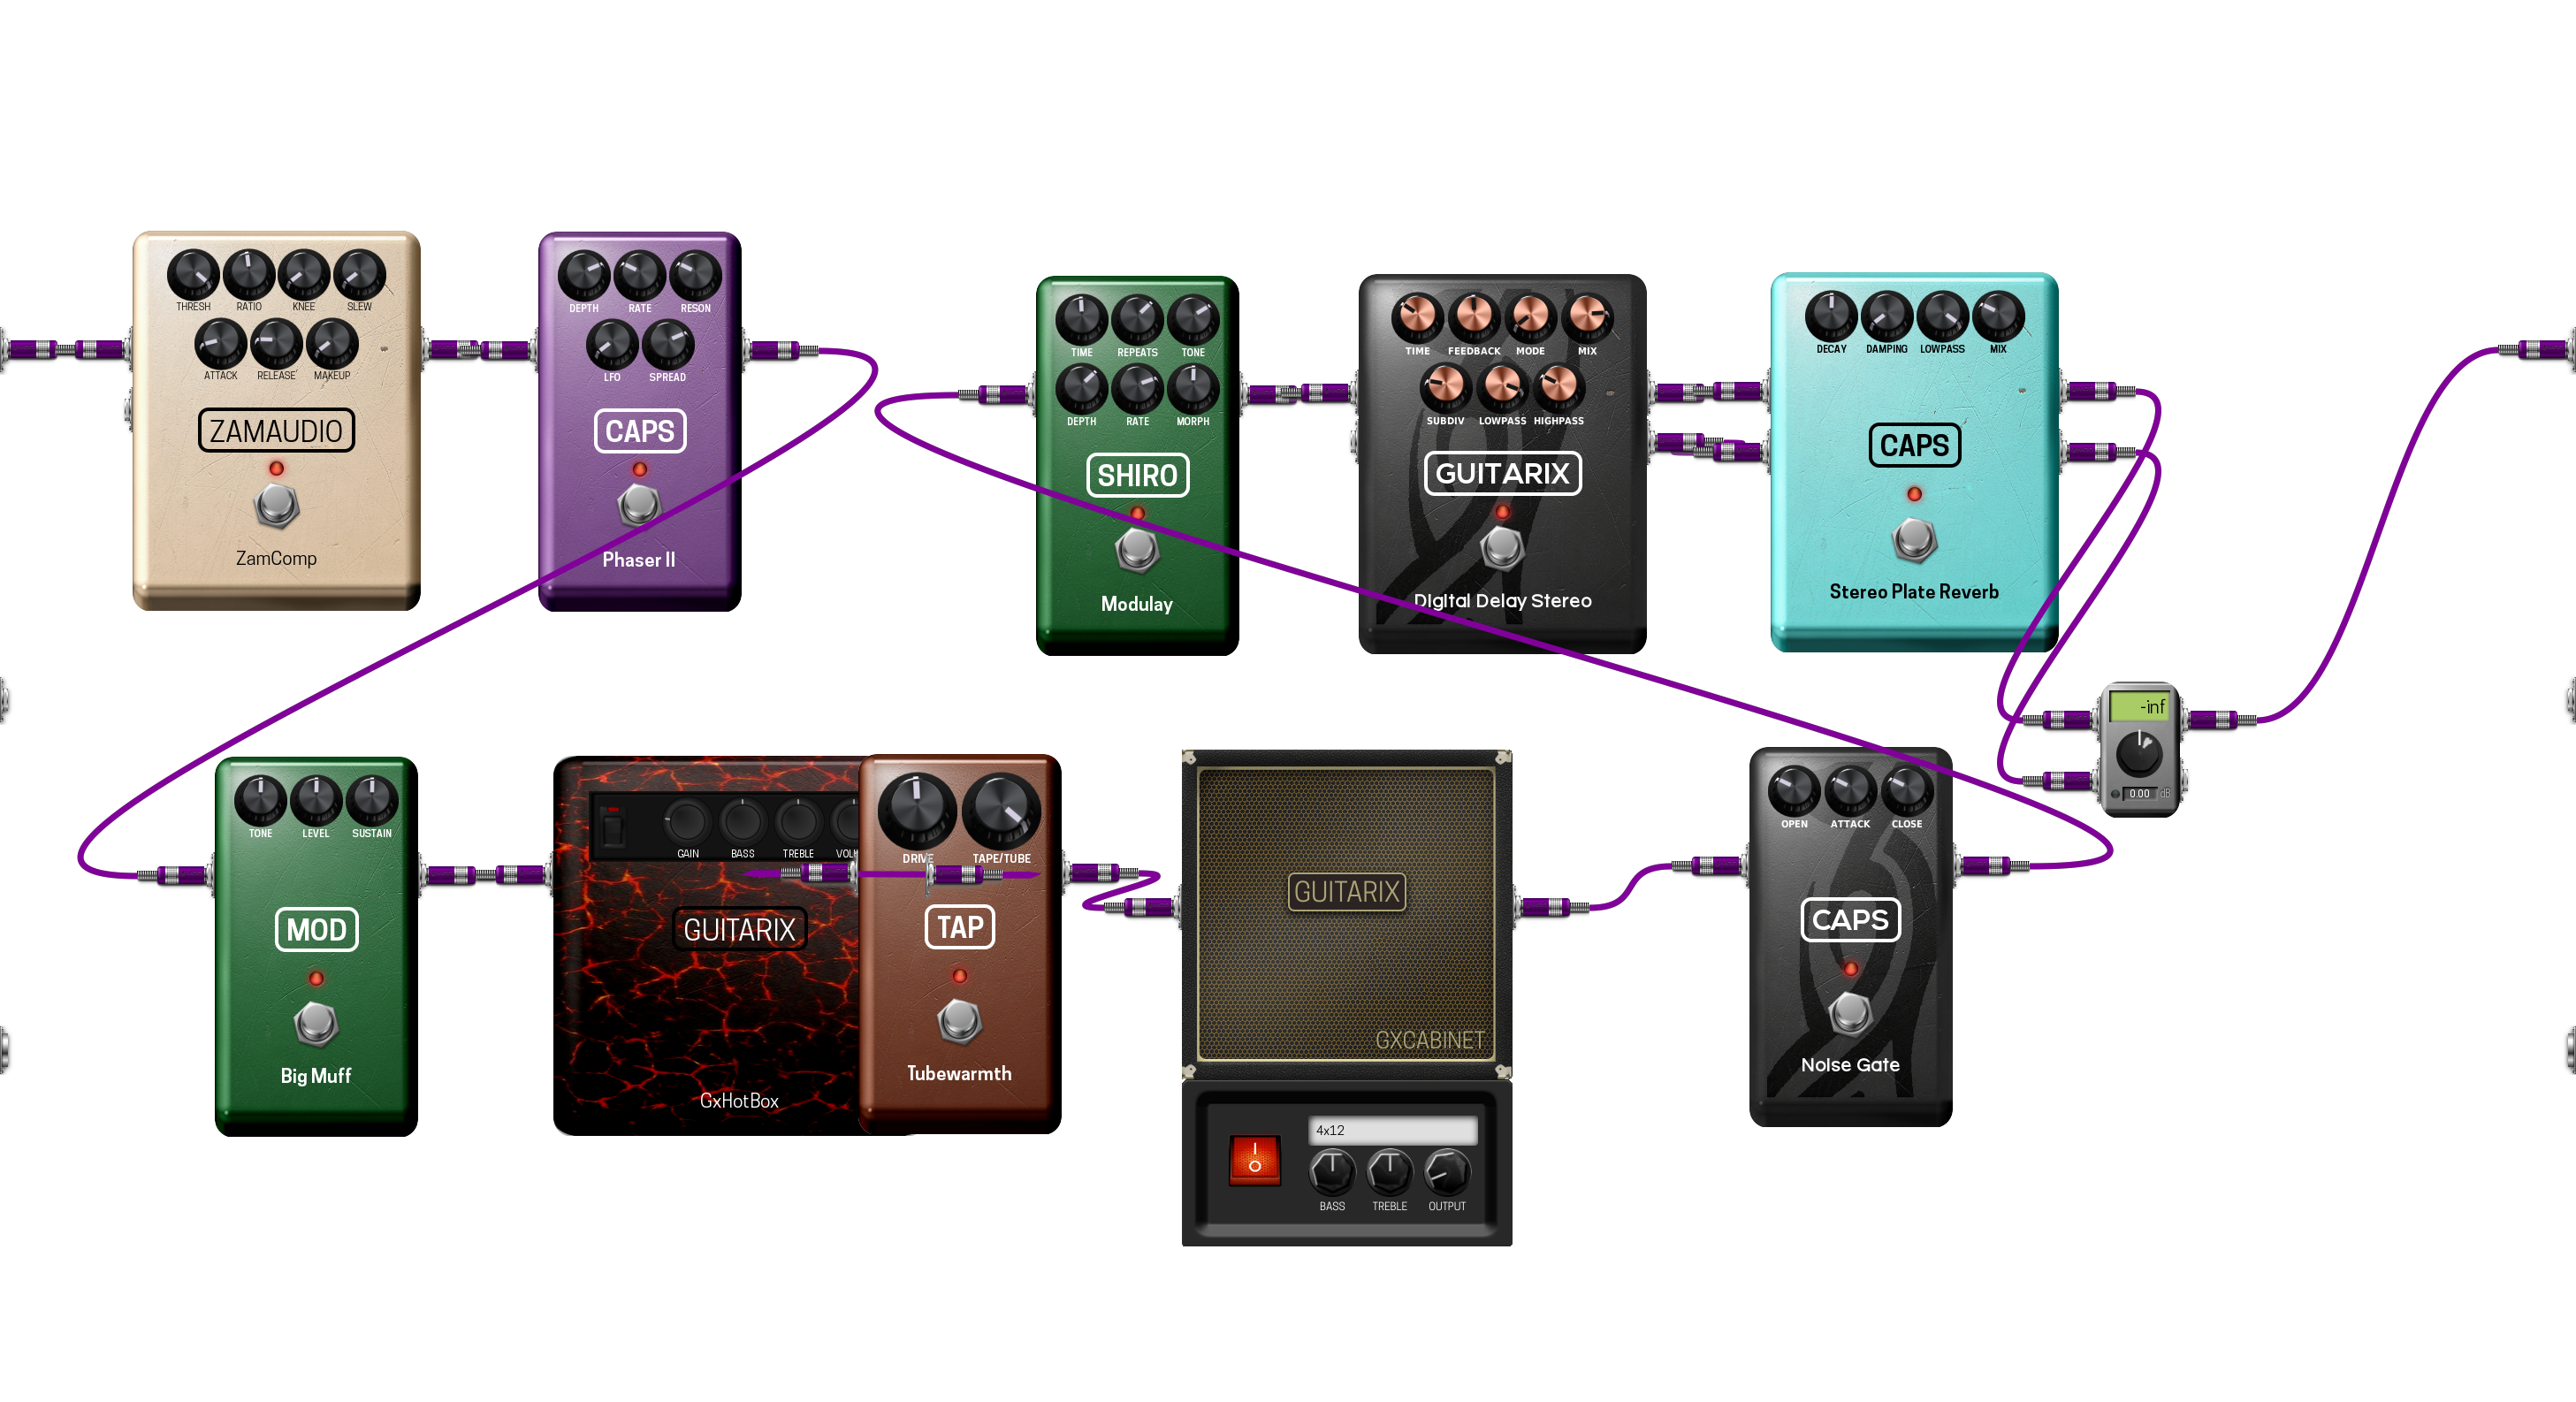 THRESH RATIO KNEE SLEW
ATTACK RELEASE MAKEUP
ZAMAUDIO
ZamComp
DEPTH RATE RESON
LFO SPREAD
CAPS
Phaser II
TIME REPEATS TONE
DEPTH RATE MORPH
SHIRO
Modulay
TIME FEEDBACK MODE MIX
SUBDIV LOWPASS HIGHPASS
GUITARIX
Digital Delay Stereo
DECAY DAMPING LOWPASS MIX
CAPS
Stereo Plate Reverb
-inf
0.00 dB
TONE LEVEL SUSTAIN
MOD
Big Muff
GAIN BASS TREBLE
GUITARIX
GxHotBox
DRIVE TAPE/TUBE
TAP
Tubewarmth
GUITARIX
GXCABINET
4x12
BASS TREBLE OUTPUT
OPEN ATTACK CLOSE
CAPS
Noise Gate